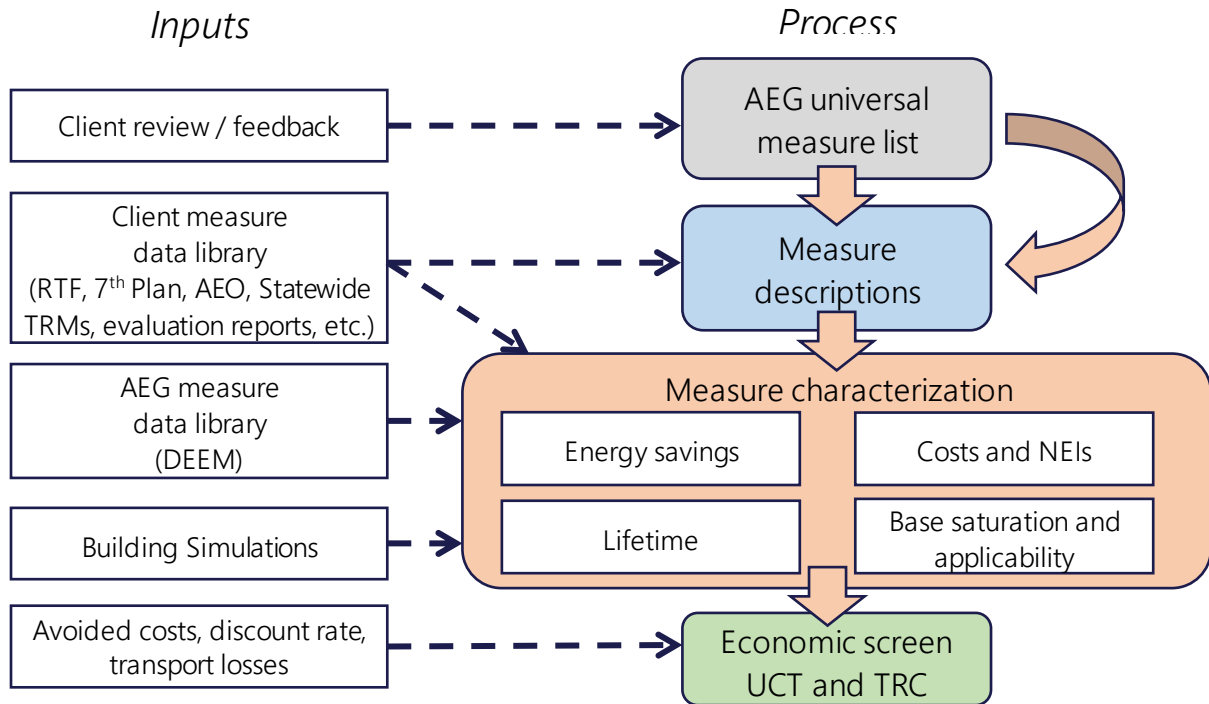 Inputs
Process
Client review / feedback
AEG universal
measure list
Client measure
data library
(RTF, 7th Plan, AEO, Statewide
TRMs, evaluation reports, etc.)
Measure
descriptions
AEG measure
data library
(DEEM)
Measure characterization
Energy savings
Costs and NEIs
Building Simulations
Lifetime
Base saturation and
applicability
Avoided costs, discount rate,
transport losses
Economic screen
UCT and TRC